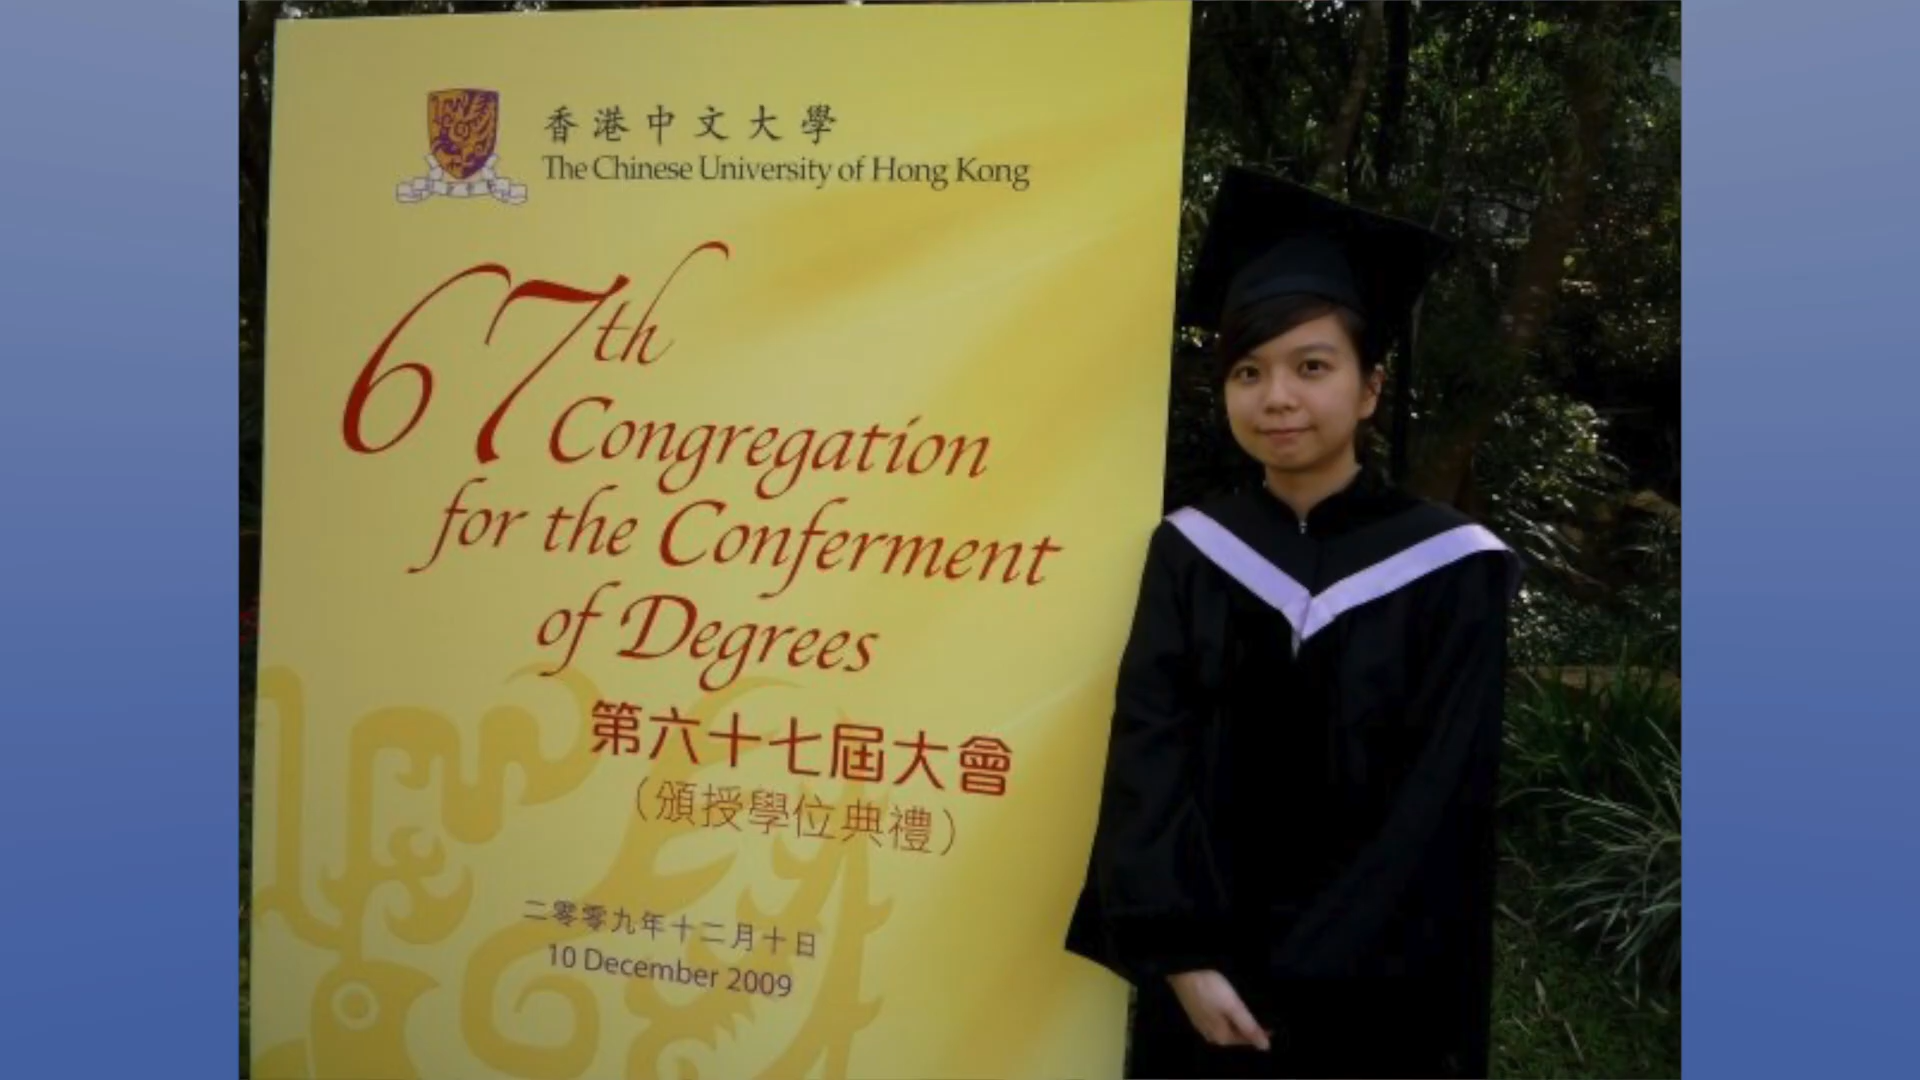 香港中文大學
The Chinese University of Hong Kong
67th
Congregation
for the Conferment
of Degrees
第六十七屆大會
（頒授學位典禮）
二零零九年十二月十日
10 December 2009